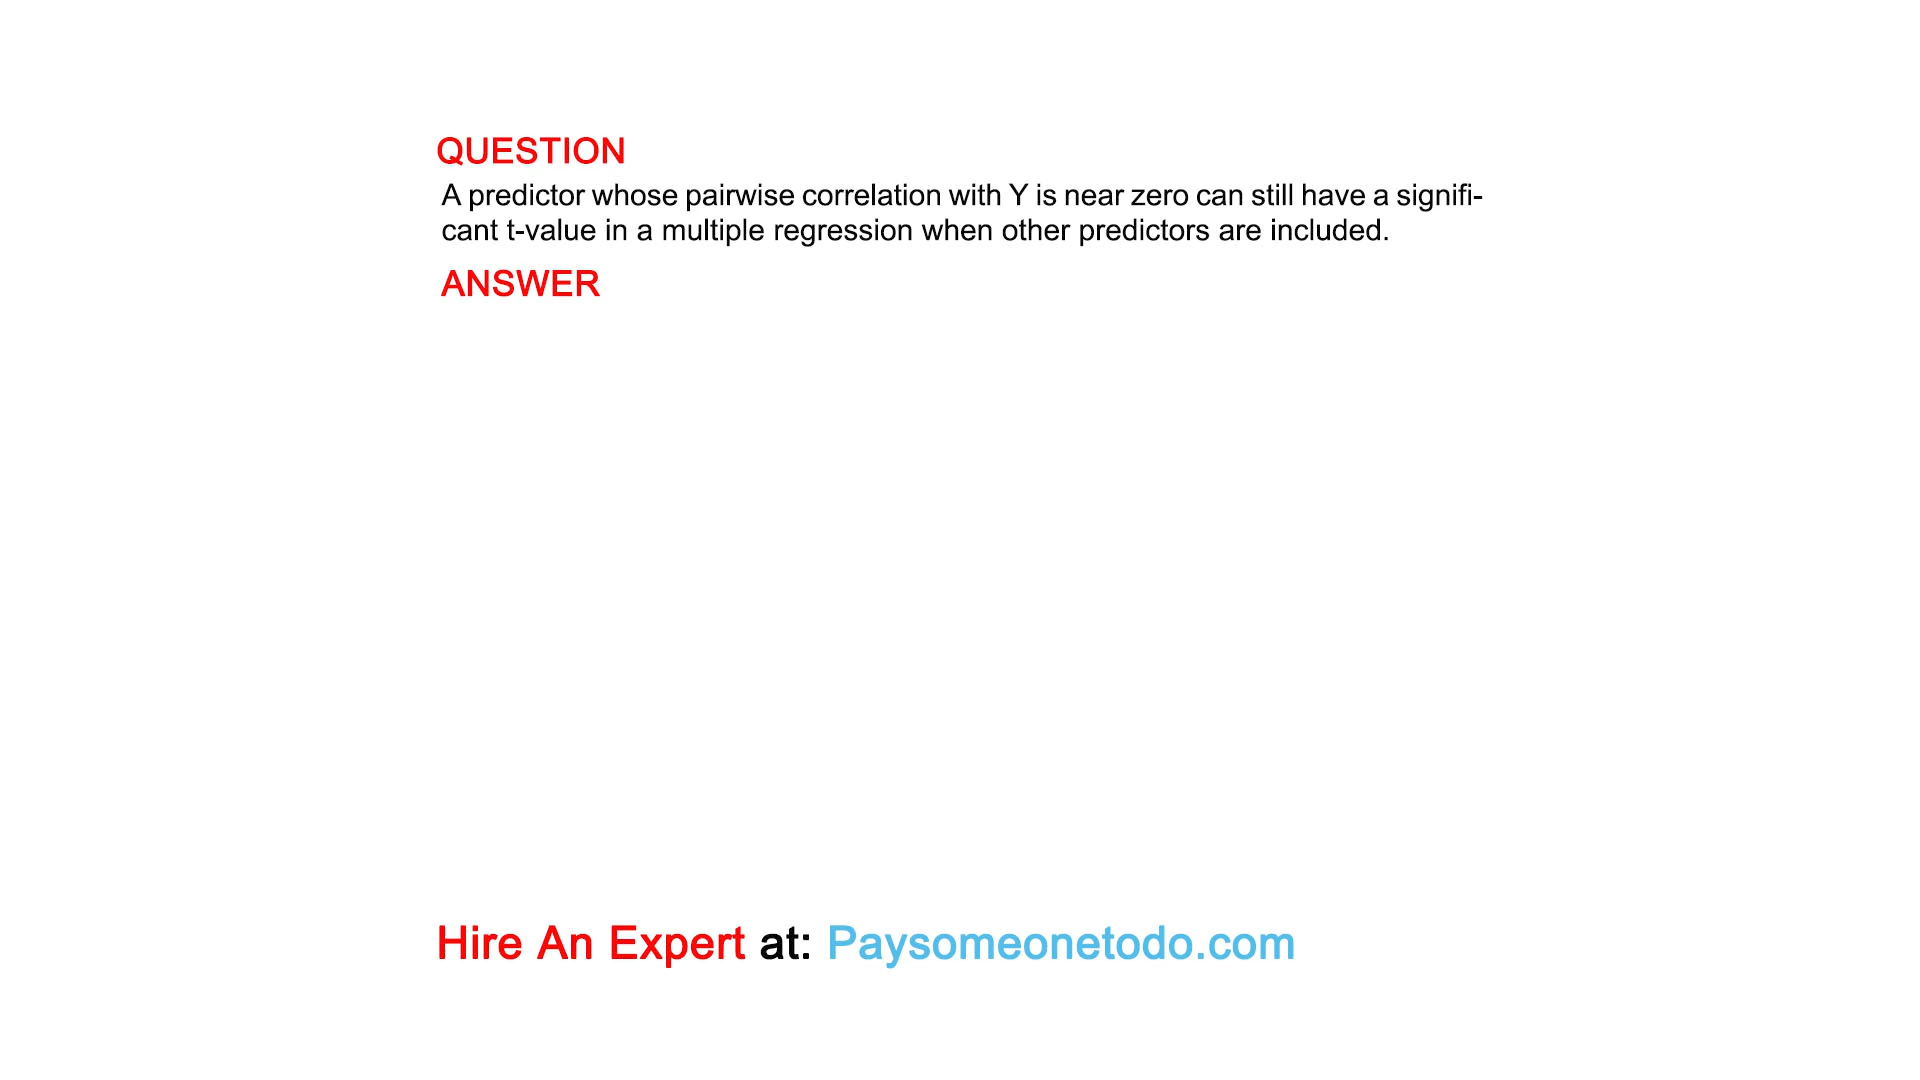 QUESTION
A predictor whose pairwise correlation with Y is near zero can still have a signifi-
cant t-value in a multiple regression when other predictors are included.
ANSWER
Hire An Expert at: Paysomeonetodo.com